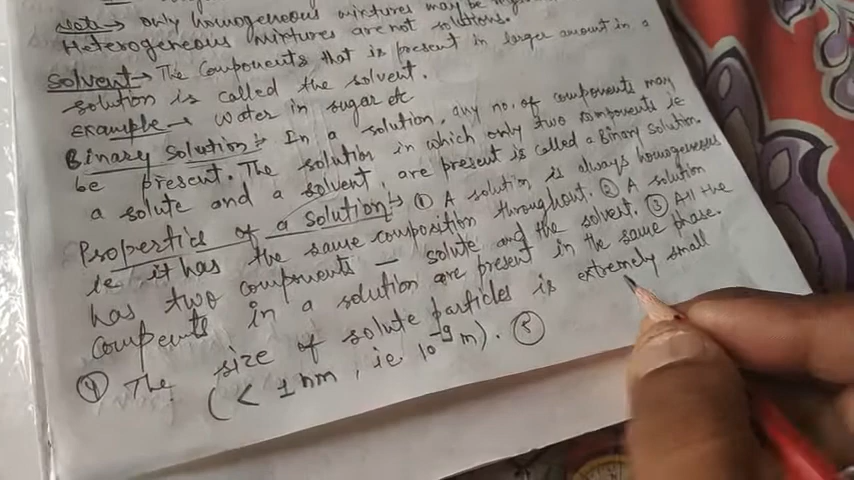 Note → only homogeneous mixtures may be
Heterogeneous mixtures are not solutions.
Solvent → The components that is present in larger amount in a
solution is called the solvent.
Example → Water in sugar etc
Binary solution :- In a solution, any no. of components may
be present. The solution in which only two components ie
a solute and a solvent, are present is called a Binary solution.
Properties of a solution :- ① A solution is always homogeneous
ie it has the same composition throughout. ② A solution
has two components — solute and the solvent. ③ All the
compenents in a solution are present in the same phase.
④ The size of solute particles is extremely small
(< 1 nm, ie. 10⁻⁹ m). ⑤